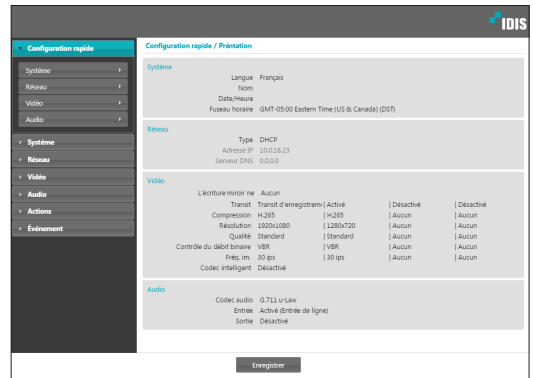 IDIS
Configuration rapide
Système
Réseau
Vidéo
Audio
Système
Réseau
Vidéo
Audio
Actions
Événement
Configuration rapide / Préntation
Système
Langue Français
Nom
Date/Heure
Fuseau horaire GMT-05:00 Eastern Time (US & Canada) (DST)
Réseau
Type DHCP
Adresse IP 10.0.18.23
Serveur DNS 0.0.0.0
Vidéo
L'écriture miroir ne Aucun
Transit Transit d'enregistrem | Activé | Désactivé | Désactivé
Compression H.265 | H.265 | Aucun | Aucun
Résolution 1920x1080 | 1280x720 | Aucun | Aucun
Qualité Standard | Standard | Aucun | Aucun
Contrôle du débit binaire VBR | VBR | Aucun | Aucun
Fréq. im. 30 ips | 30 ips | Aucun | Aucun
Codec intelligent Désactivé
Audio
Codec audio G.711 u-Law
Entrée Activé (Entrée de ligne)
Sortie Désactivé
Enregistrer